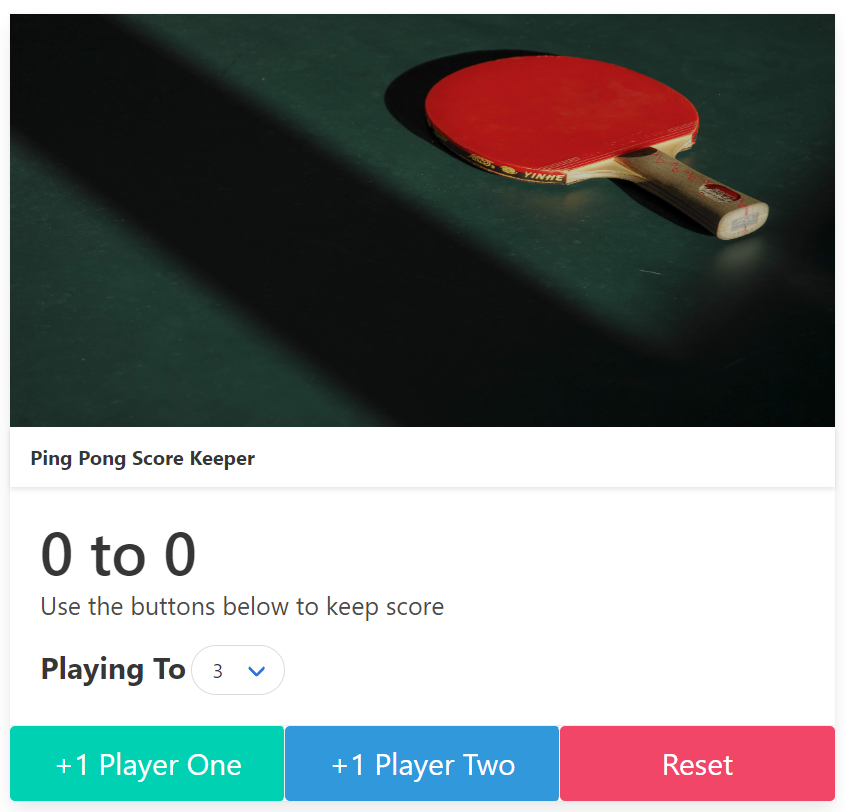 YINHE
Ping Pong Score Keeper
0 to 0
Use the buttons below to keep score
Playing To 3
+1 Player One
+1 Player Two
Reset